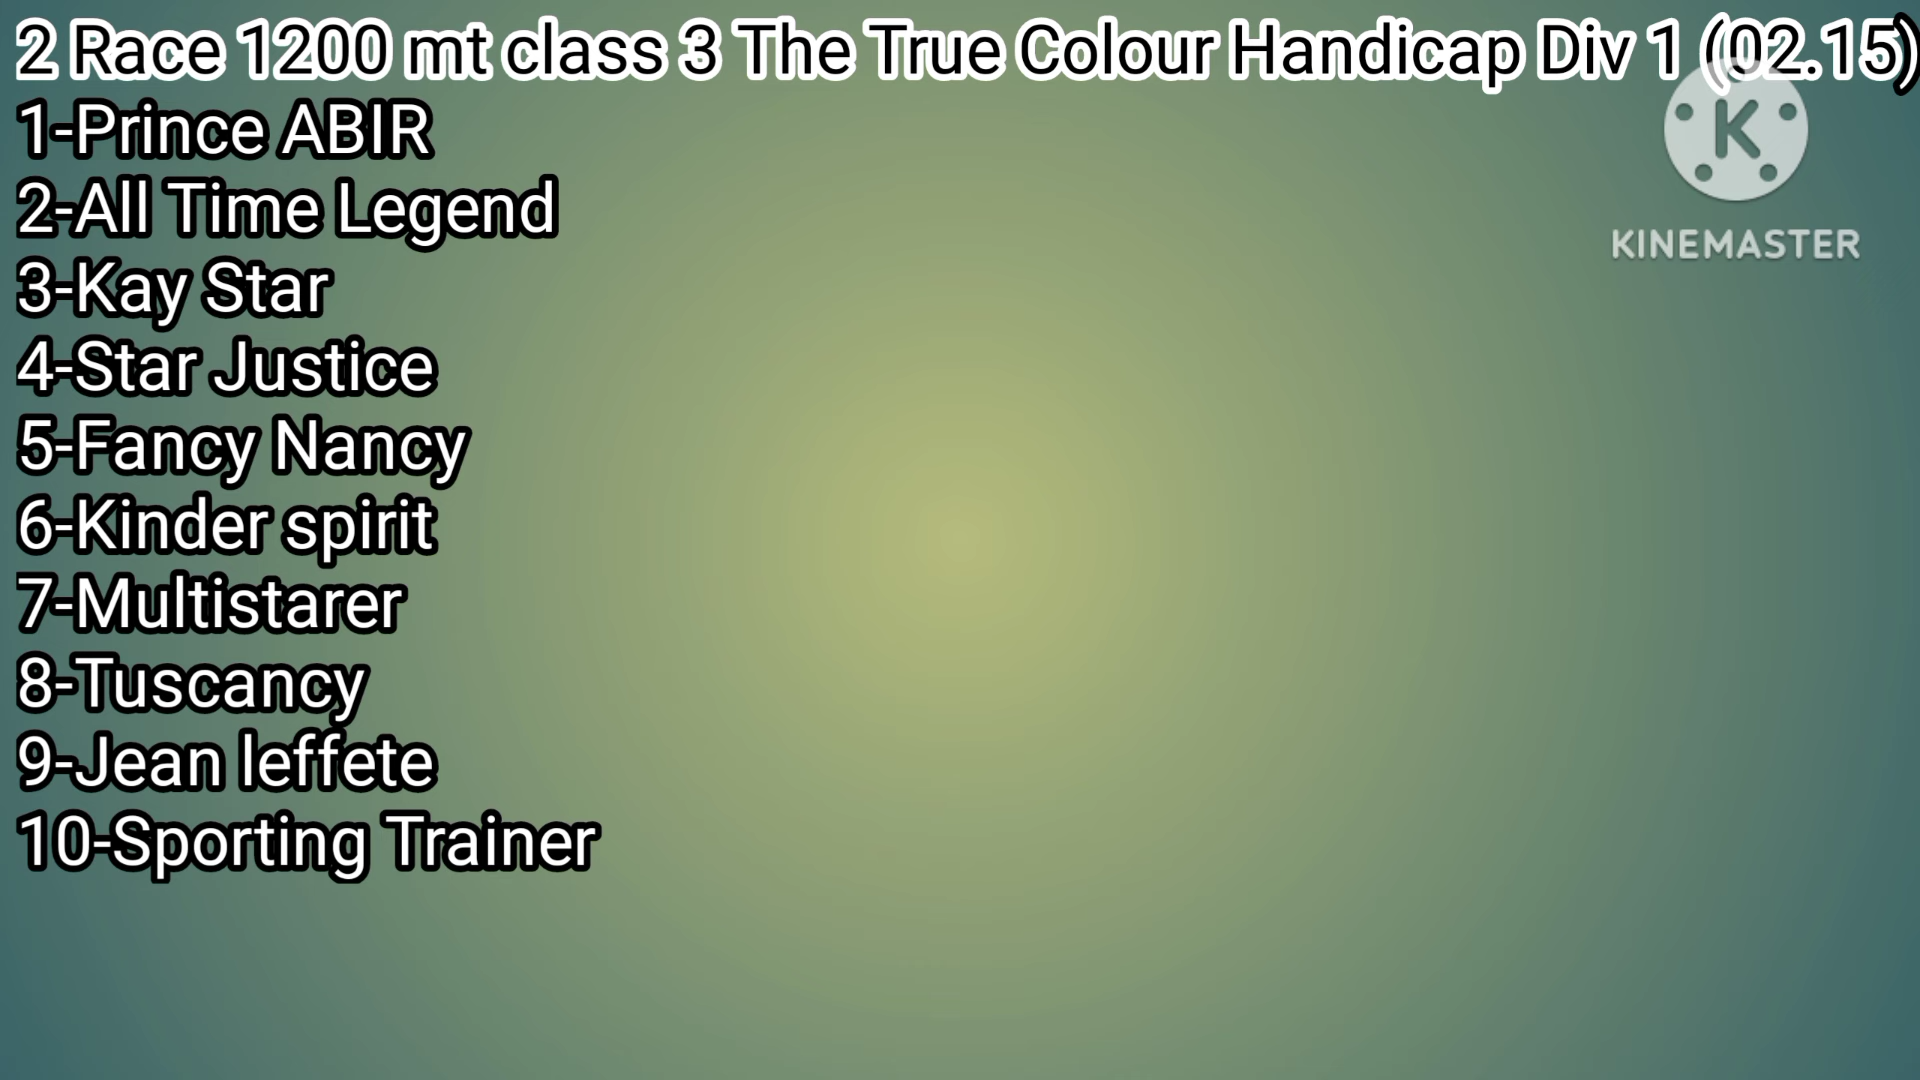 2 Race 1200 mt class 3 The True Colour Handicap Div 1 (02.15)
1-Prince ABIR
2-All Time Legend
3-Kay Star
4-Star Justice
5-Fancy Nancy
6-Kinder spirit
7-Multistarer
8-Tuscancy
9-Jean leffete
10-Sporting Trainer
K
KINEMASTER